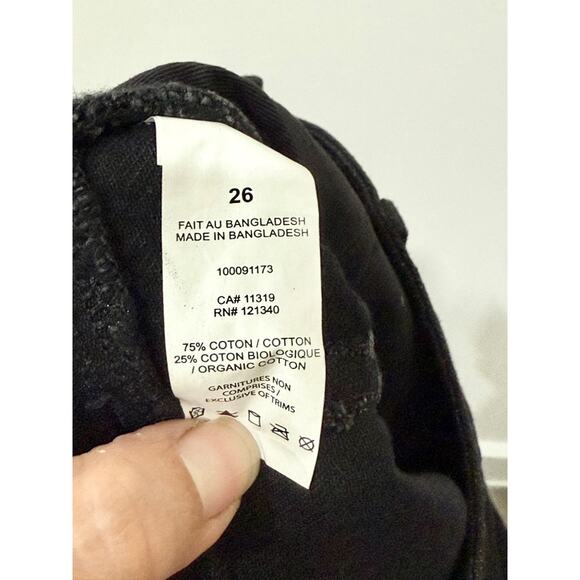 26
FAIT AU BANGLADESH
MADE IN BANGLADESH
100091173
CA# 11319
RN# 121340
75% COTON / COTTON
25% COTON BIOLOGIQUE
/ ORGANIC COTTON
GARNITURES NON
COMPRISES /
EXCLUSIVE OF TRIMS